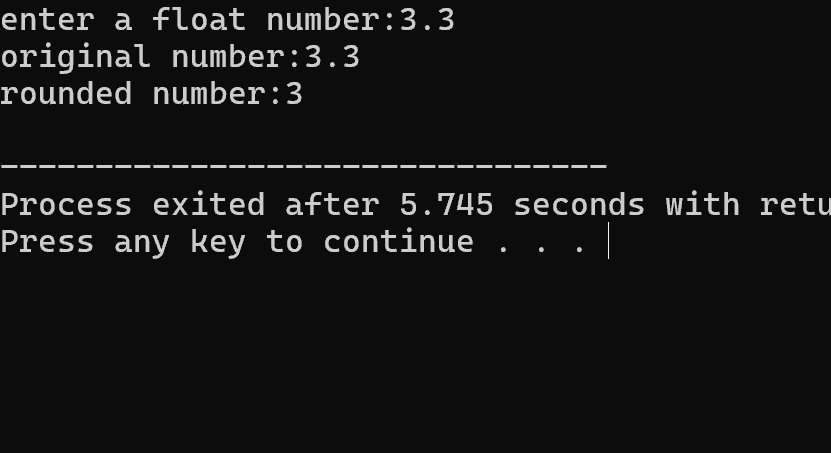 enter a float number:3.3
original number:3.3
rounded number:3
--------------------------------
Process exited after 5.745 seconds with retu
Press any key to continue . . .